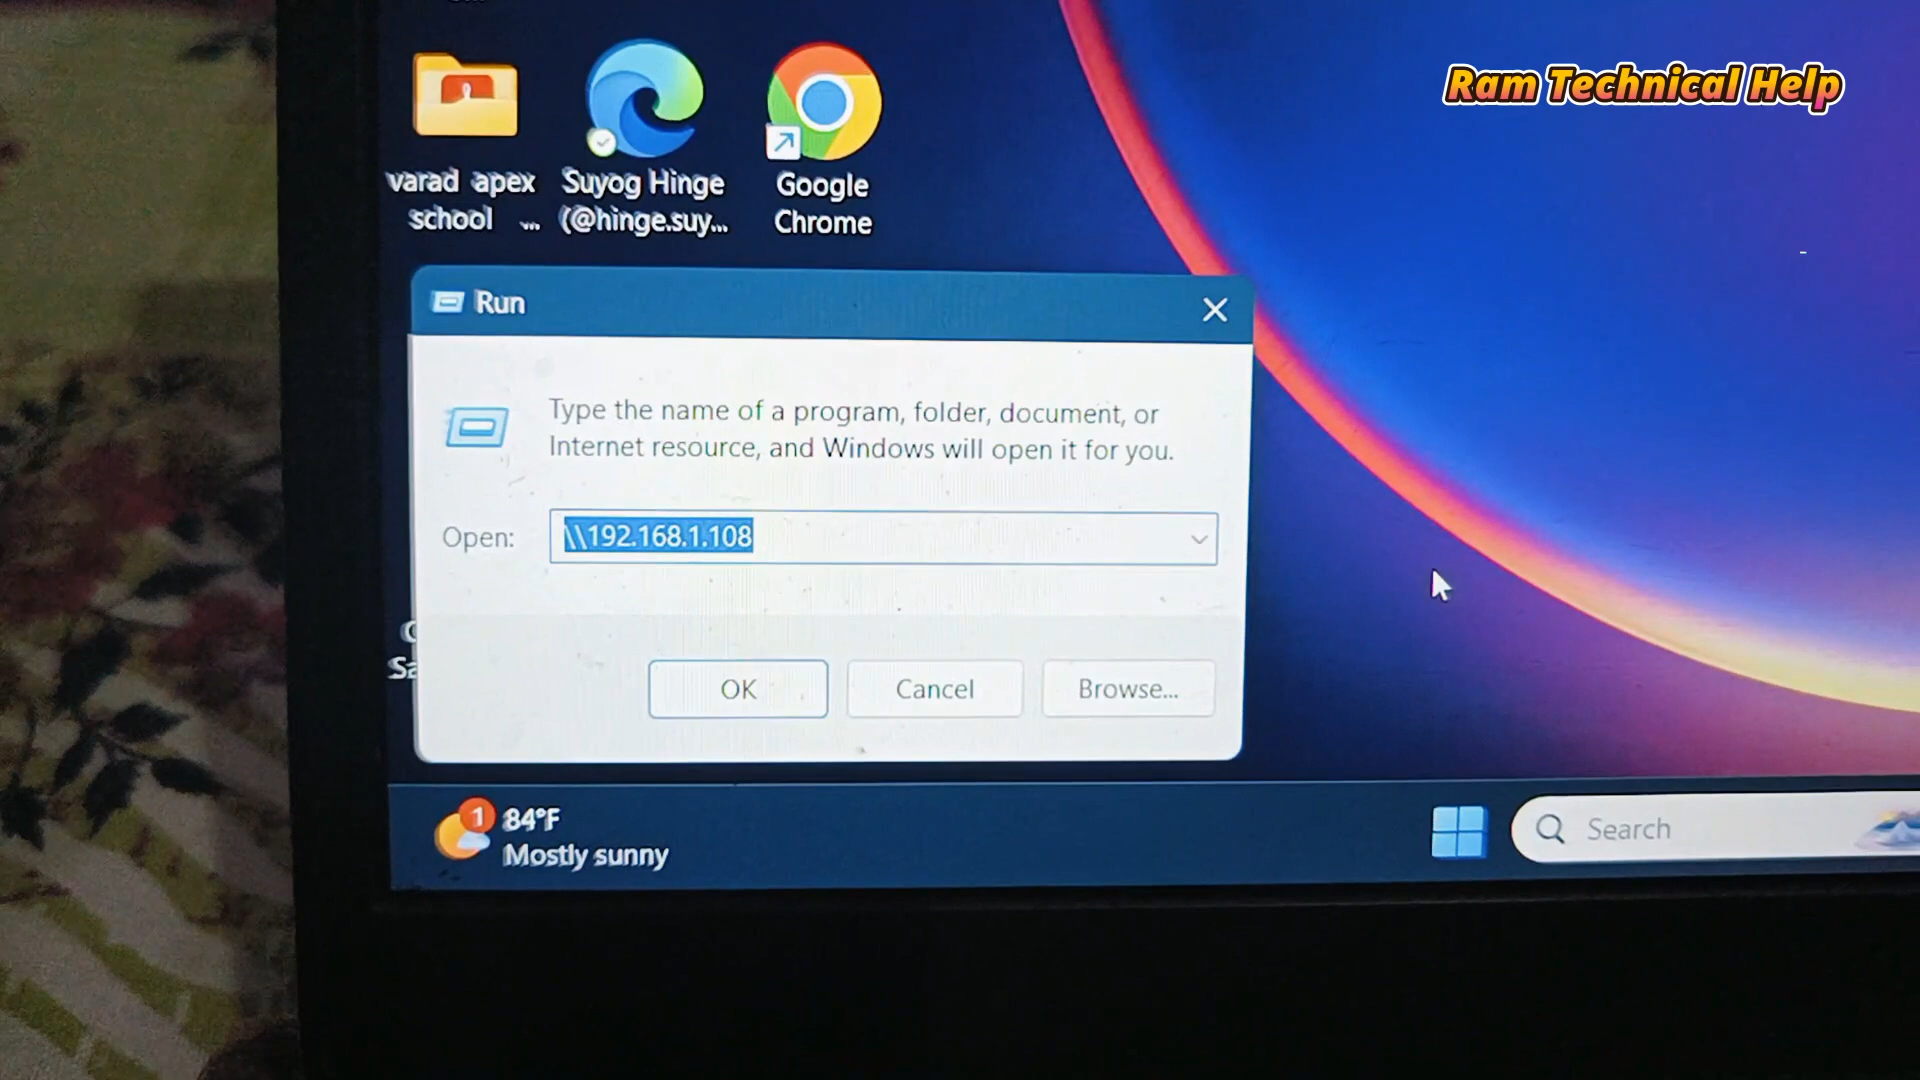 Ram Technical Help
varad apex
school ...
Suyog Hinge
(@hinge.suy...
Google
Chrome
Run
Type the name of a program, folder, document, or
Internet resource, and Windows will open it for you.
Open:
\\192.168.1.108
OK
Cancel
Browse...
1
84°F
Mostly sunny
Search